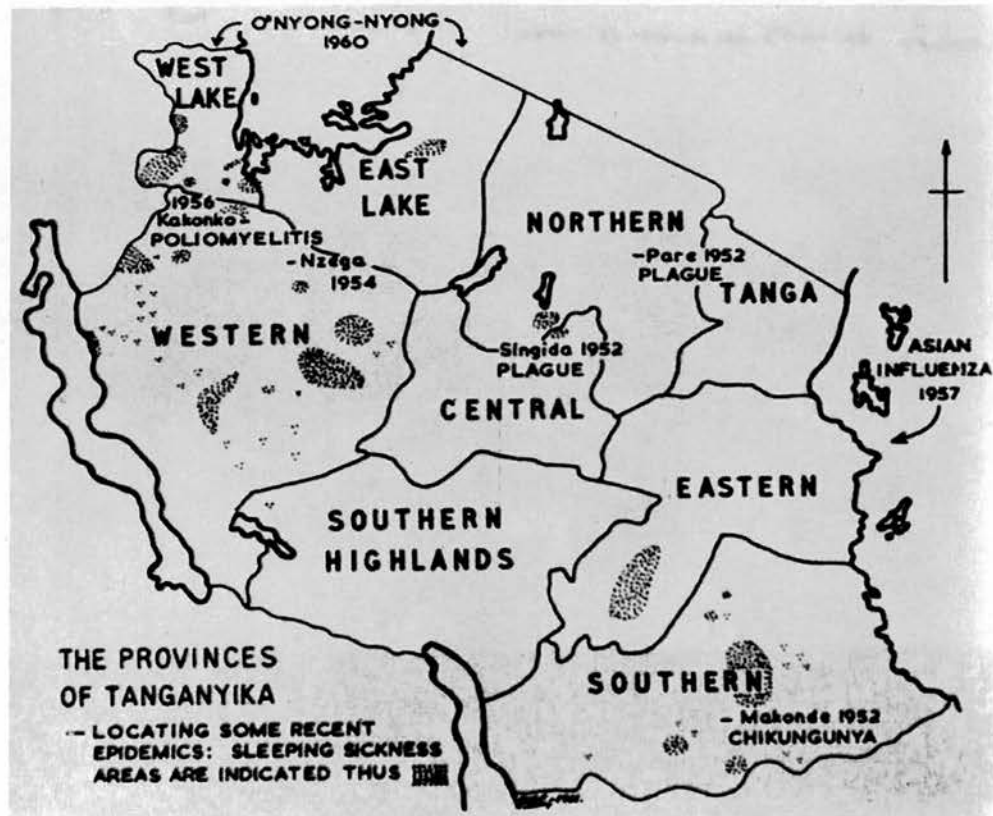 O'NYONG-NYONG
1960
WEST
LAKE
EAST
LAKE
1956
Kakonko-
POLIOMYELITIS
-Nzega
1954
NORTHERN
-Pare 1952
PLAGUE
TANGA
WESTERN
-Singida 1952
PLAGUE
ASIAN
INFLUENZA
1957
CENTRAL
EASTERN
SOUTHERN
HIGHLANDS
SOUTHERN
- Makonde 1952
CHIKUNGUNYA
THE PROVINCES
OF TANGANYIKA
- LOCATING SOME RECENT
EPIDEMICS: SLEEPING SICKNESS
AREAS ARE INDICATED THUS